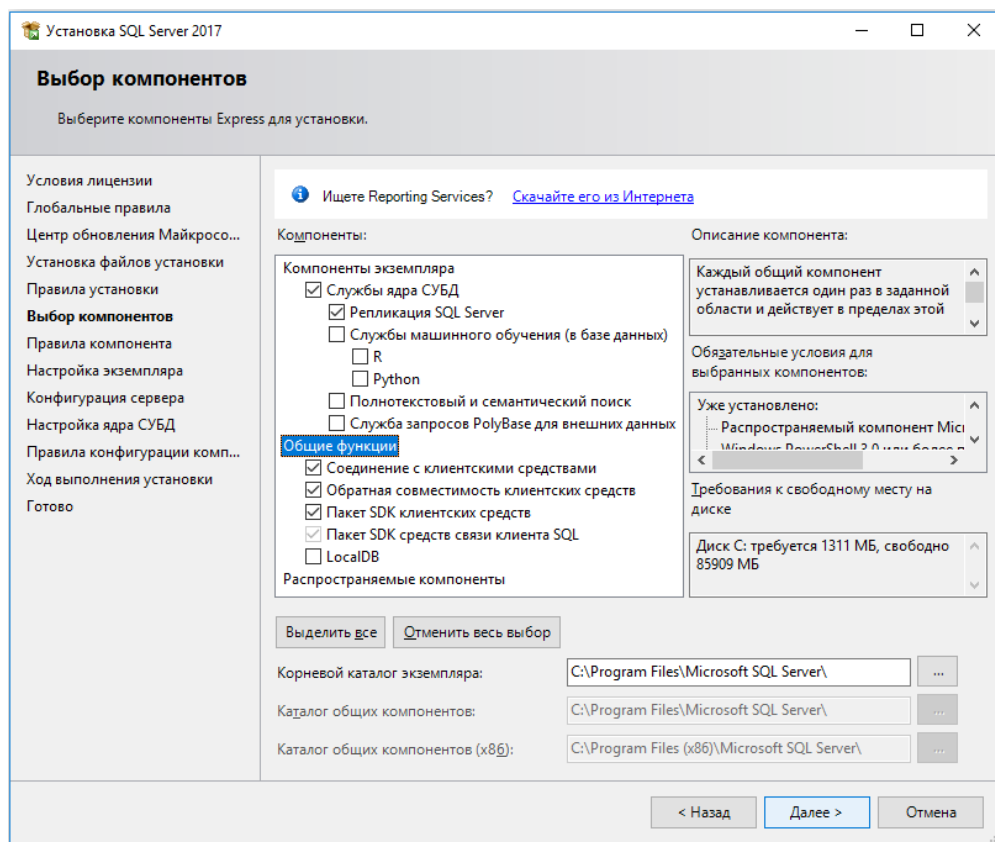 Установка SQL Server 2017
Выбор компонентов
Выберите компоненты Express для установки.
Условия лицензии
Глобальные правила
Центр обновления Майкросо...
Установка файлов установки
Правила установки
Выбор компонентов
Правила компонента
Настройка экземпляра
Конфигурация сервера
Настройка ядра СУБД
Правила конфигурации комп...
Ход выполнения установки
Готово
Ищете Reporting Services? Скачайте его из Интернета
Компоненты:
Компоненты экземпляра
Службы ядра СУБД
Репликация SQL Server
Службы машинного обучения (в базе данных)
R
Python
Полнотекстовый и семантический поиск
Служба запросов PolyBase для внешних данных
Общие функции
Соединение с клиентскими средствами
Обратная совместимость клиентских средств
Пакет SDK клиентских средств
Пакет SDK средств связи клиента SQL
LocalDB
Распространяемые компоненты
Описание компонента:
Каждый общий компонент
устанавливается один раз в заданной
области и действует в пределах этой
Обязательные условия для
выбранных компонентов:
Уже установлено:
Распространяемый компонент Micr
Windows PowerShell 3.0 или более п
Требования к свободному месту на
диске
Диск C: требуется 1311 МБ, свободно
85909 МБ
Выделить все Отменить весь выбор
Корневой каталог экземпляра: C:\Program Files\Microsoft SQL Server\ ...
Каталог общих компонентов: C:\Program Files\Microsoft SQL Server\ ...
Каталог общих компонентов (x86): C:\Program Files (x86)\Microsoft SQL Server\ ...
< Назад Далее > Отмена